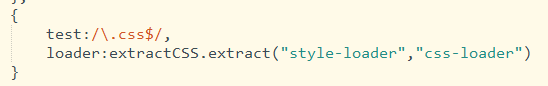 },
{
test:/\.css$/,
loader:extractCSS.extract("style-loader","css-loader")
}